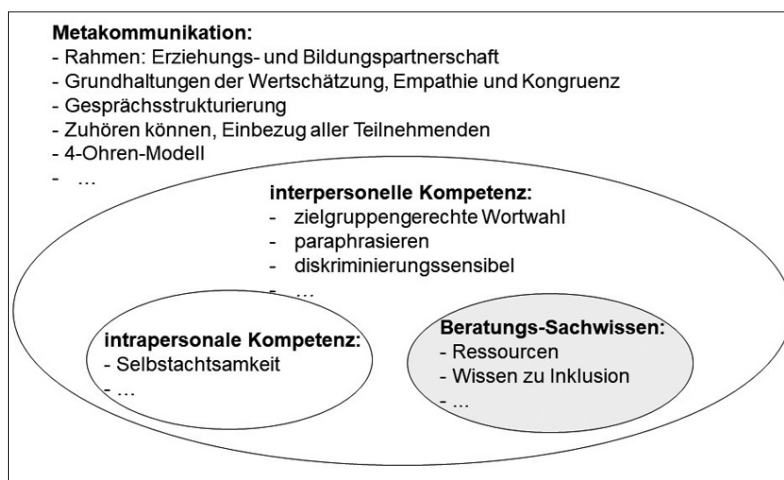 Metakommunikation:
- Rahmen: Erziehungs- und Bildungspartnerschaft
- Grundhaltungen der Wertschätzung, Empathie und Kongruenz
- Gesprächsstrukturierung
- Zuhören können, Einbezug aller Teilnehmenden
- 4-Ohren-Modell
- ...
interpersonelle Kompetenz:
- zielgruppengerechte Wortwahl
- paraphrasieren
- diskriminierungssensibel
- ...
intrapersonale Kompetenz:
- Selbstachtsamkeit
- ...
Beratungs-Sachwissen:
- Ressourcen
- Wissen zu Inklusion
- ...